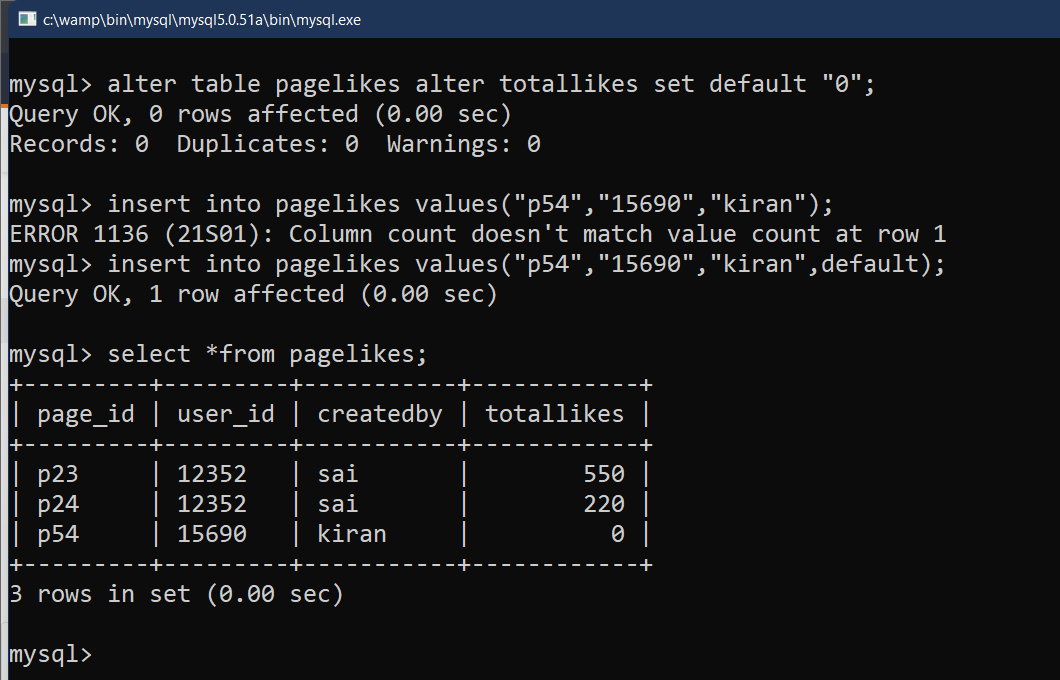 c:\wamp\bin\mysql\mysql5.0.51a\bin\mysql.exe
mysql> alter table pagelikes alter totallikes set default "0";
Query OK, 0 rows affected (0.00 sec)
Records: 0  Duplicates: 0  Warnings: 0
mysql> insert into pagelikes values("p54","15690","kiran");
ERROR 1136 (21S01): Column count doesn't match value count at row 1
mysql> insert into pagelikes values("p54","15690","kiran",default);
Query OK, 1 row affected (0.00 sec)
mysql> select *from pagelikes;
+---------+---------+-----------+------------+
| page_id | user_id | createdby | totallikes |
+---------+---------+-----------+------------+
| p23     | 12352   | sai       |        550 |
| p24     | 12352   | sai       |        220 |
| p54     | 15690   | kiran     |          0 |
+---------+---------+-----------+------------+
3 rows in set (0.00 sec)
mysql>